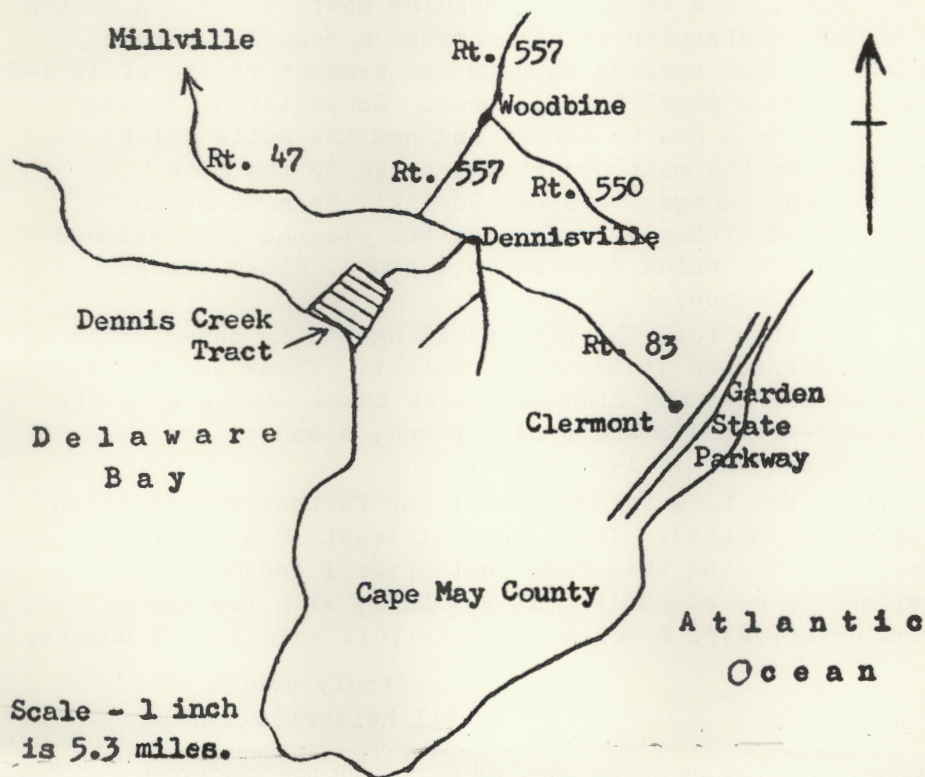 Millville
Rt. 557
Woodbine
Rt. 47
Rt. 557
Rt. 550
Dennisville
Dennis Creek
Tract
Rt. 83
Garden
State
Parkway
Clermont
Delaware
Bay
Cape May County
Atlantic
Ocean
Scale - 1 inch
is 5.3 miles.